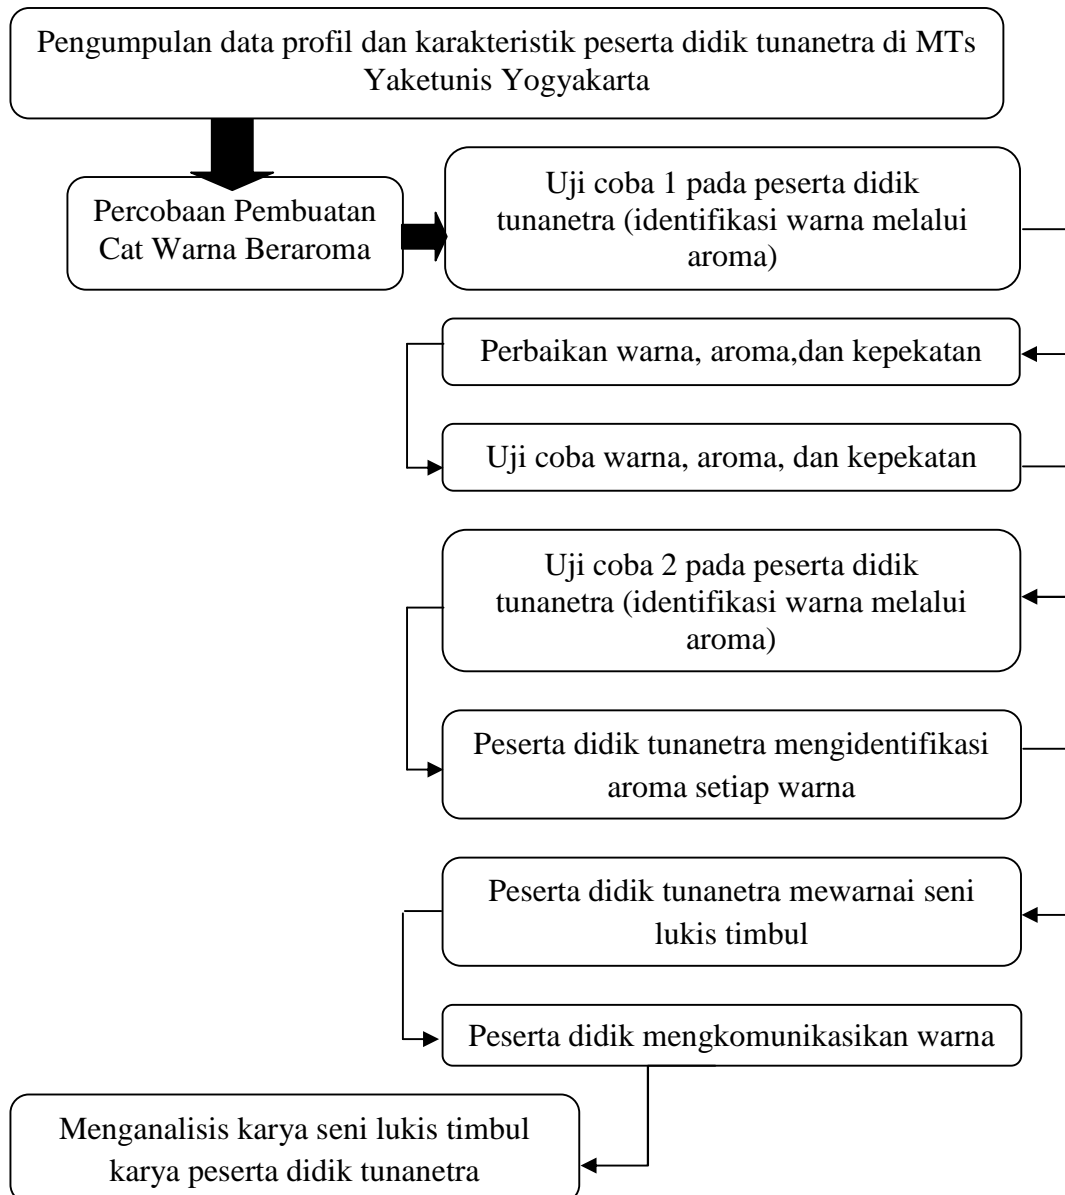 Pengumpulan data profil dan karakteristik peserta didik tunanetra di MTs
Yaketunis Yogyakarta
Percobaan Pembuatan
Cat Warna Beraroma
Uji coba 1 pada peserta didik
tunanetra (identifikasi warna melalui
aroma)
Perbaikan warna, aroma,dan kepekatan
Uji coba warna, aroma, dan kepekatan
Uji coba 2 pada peserta didik
tunanetra (identifikasi warna melalui
aroma)
Peserta didik tunanetra mengidentifikasi
aroma setiap warna
Peserta didik tunanetra mewarnai seni
lukis timbul
Peserta didik mengkomunikasikan warna
Menganalisis karya seni lukis timbul
karya peserta didik tunanetra